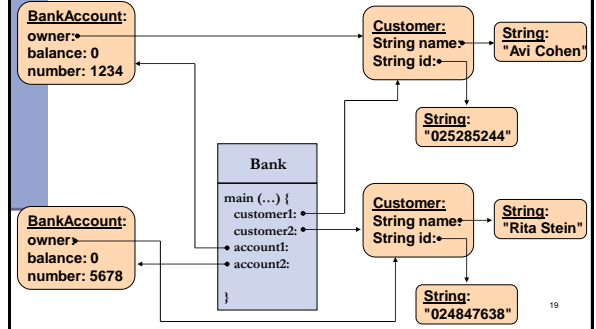 BankAccount:
owner:
balance: 0
number: 1234
Customer:
String name:
String id:
String:
"Avi Cohen"
String:
"025285244"
Bank
main (…) {
customer1:
customer2:
account1:
account2:
}
BankAccount:
owner:
balance: 0
number: 5678
Customer:
String name:
String id:
String:
"Rita Stein"
String:
"024847638"
19